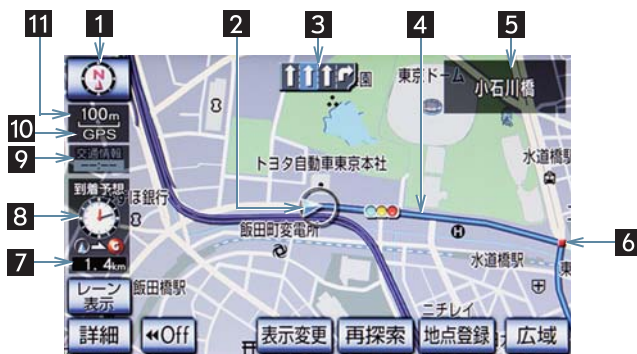 11
1
2
3
4
5
N
100m
10
GPS
園
東京ドーム
小石川橋
9
交通情報
--:--
トヨタ自動車東京本社
水道橋駅
到着予想
ほ銀行
8
飯田町変電所
H
6
7
1.4km
水道橋駅
東
レーン
表示
飯田橋駅
ニチレイ
詳細
◀◀Off
表示変更
再探索
地点登録
広域